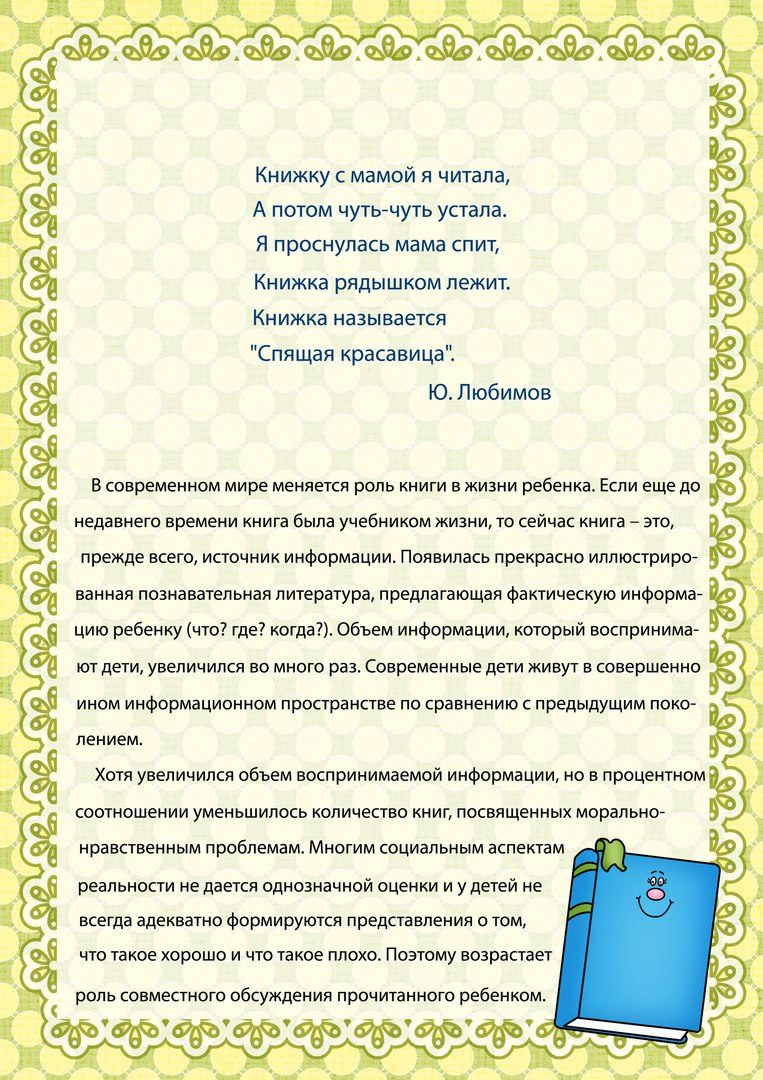 Книжку с мамой я читала,
А потом чуть-чуть устала.
Я проснулась мама спит,
Книжка рядышком лежит.
Книжка называется
"Спящая красавица".
Ю. Любимов
В современном мире меняется роль книги в жизни ребенка. Если еще до
недавнего времени книга была учебником жизни, то сейчас книга – это,
прежде всего, источник информации. Появилась прекрасно иллюстриро-
ванная познавательная литература, предлагающая фактическую информа-
цию ребенку (что? где? когда?). Объем информации, который воспринима-
ют дети, увеличился во много раз. Современные дети живут в совершенно
ином информационном пространстве по сравнению с предыдущим поко-
лением.
Хотя увеличился объем воспринимаемой информации, но в процентном
соотношении уменьшилось количество книг, посвященных морально-
нравственным проблемам. Многим социальным аспектам
реальности не дается однозначной оценки и у детей не
всегда адекватно формируются представления о том,
что такое хорошо и что такое плохо. Поэтому возрастает
роль совместного обсуждения прочитанного ребенком.